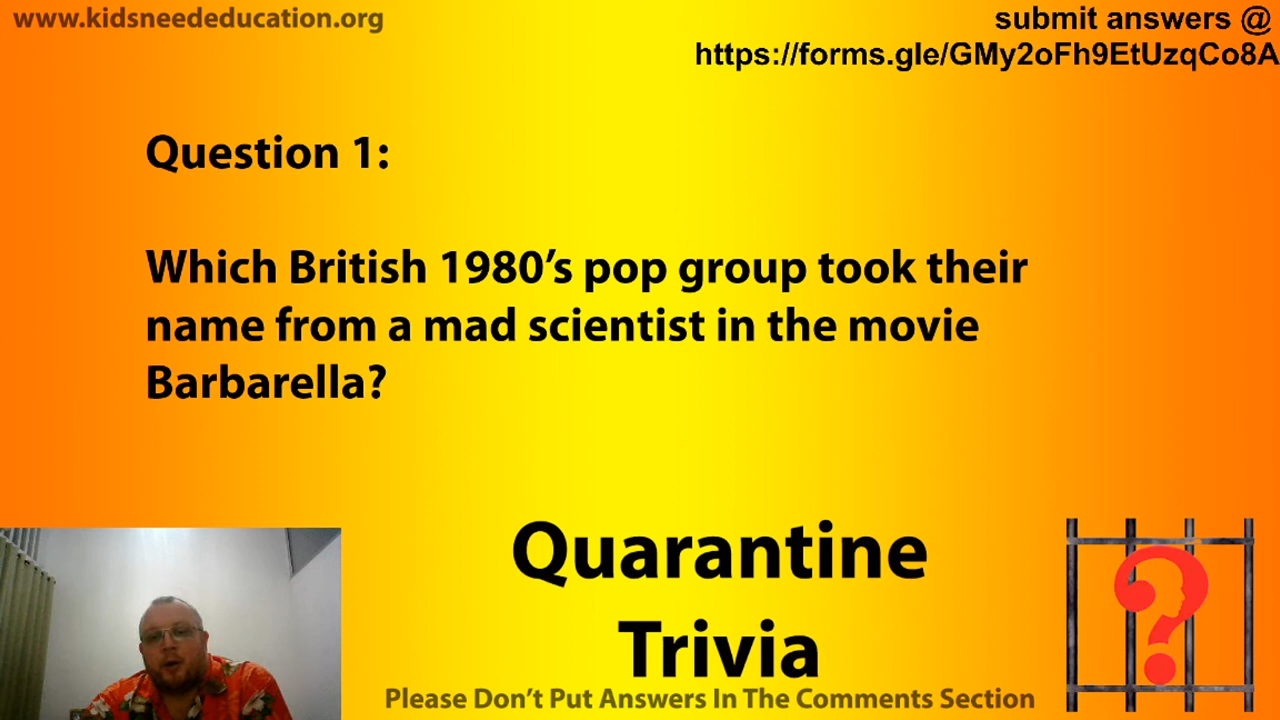 www.kidsneededucation.org
submit answers @
https://forms.gle/GMy2oFh9EtUzqCo8A
Question 1:
Which British 1980’s pop group took their
name from a mad scientist in the movie
Barbarella?
Quarantine
Trivia
Please Don’t Put Answers In The Comments Section